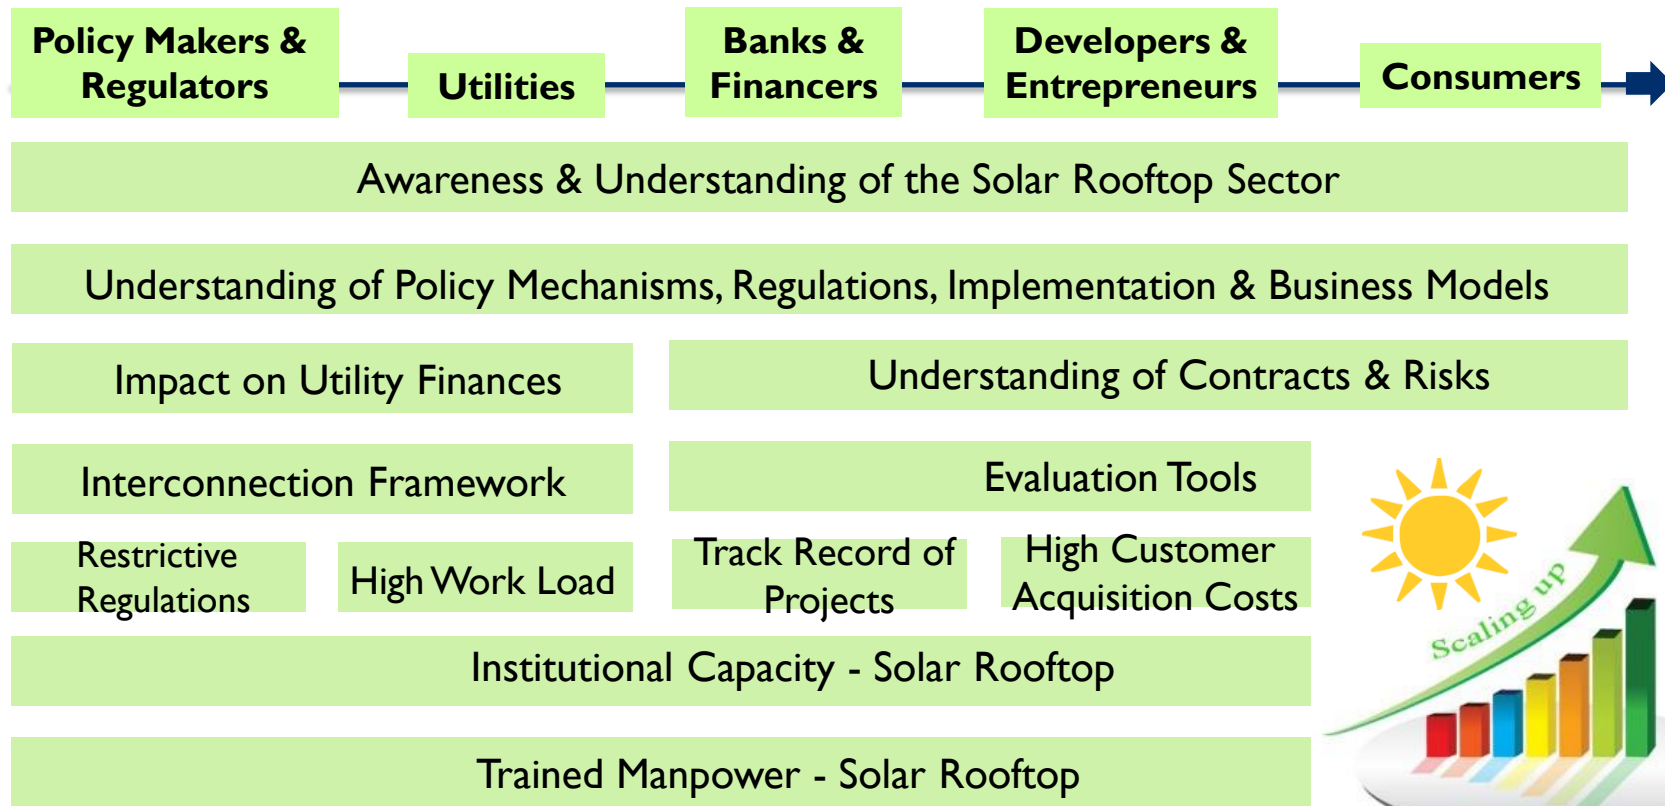 Policy Makers &
Regulators
Utilities
Banks &
Financers
Developers &
Entrepreneurs
Consumers
Awareness & Understanding of the Solar Rooftop Sector
Understanding of Policy Mechanisms, Regulations, Implementation & Business Models
Impact on Utility Finances
Understanding of Contracts & Risks
Interconnection Framework
Evaluation Tools
Restrictive
Regulations
High Work Load
Track Record of
Projects
High Customer
Acquisition Costs
Scaling up
Institutional Capacity - Solar Rooftop
Trained Manpower - Solar Rooftop